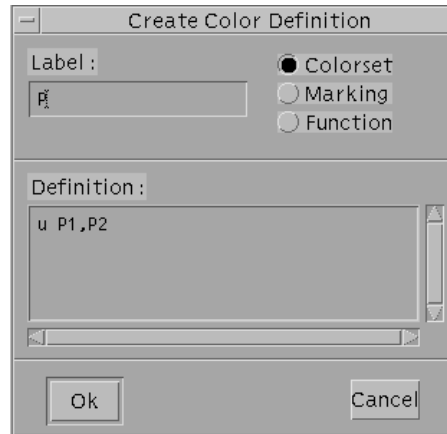 Create Color Definition
Label :
Colorset
P
Marking
Function
Definition :
u P1,P2
Ok
Cancel